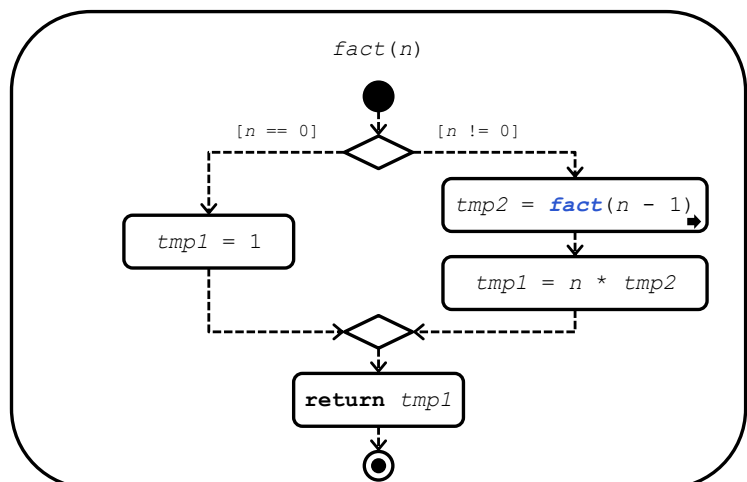 fact(n)
[n == 0]
[n != 0]
tmp2 = fact(n - 1)
tmp1 = 1
tmp1 = n * tmp2
return tmp1